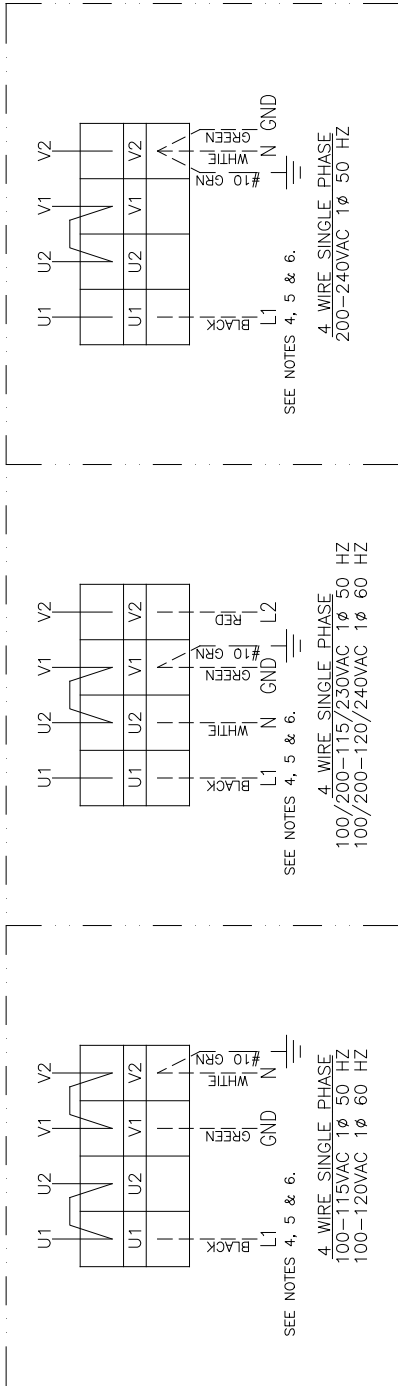 U1 U2 V1 V2
U1 U2 V1 V2
BLACK GREEN WHTIE #10 GRN
L1 GND N
SEE NOTES 4, 5 & 6.
4 WIRE SINGLE PHASE
100-115VAC 1ø 50 HZ
100-120VAC 1ø 60 HZ
U1 U2 V1 V2
U1 U2 V1 V2
BLACK WHTIE GREEN #10 GRN RED
L1 N GND L2
SEE NOTES 4, 5 & 6.
4 WIRE SINGLE PHASE
100/200-115/230VAC 1ø 50 HZ
100/200-120/240VAC 1ø 60 HZ
U1 U2 V1 V2
U1 U2 V1 V2
BLACK #10 GRN WHTIE GREEN
L1 N GND
SEE NOTES 4, 5 & 6.
4 WIRE SINGLE PHASE
200-240VAC 1ø 50 HZ